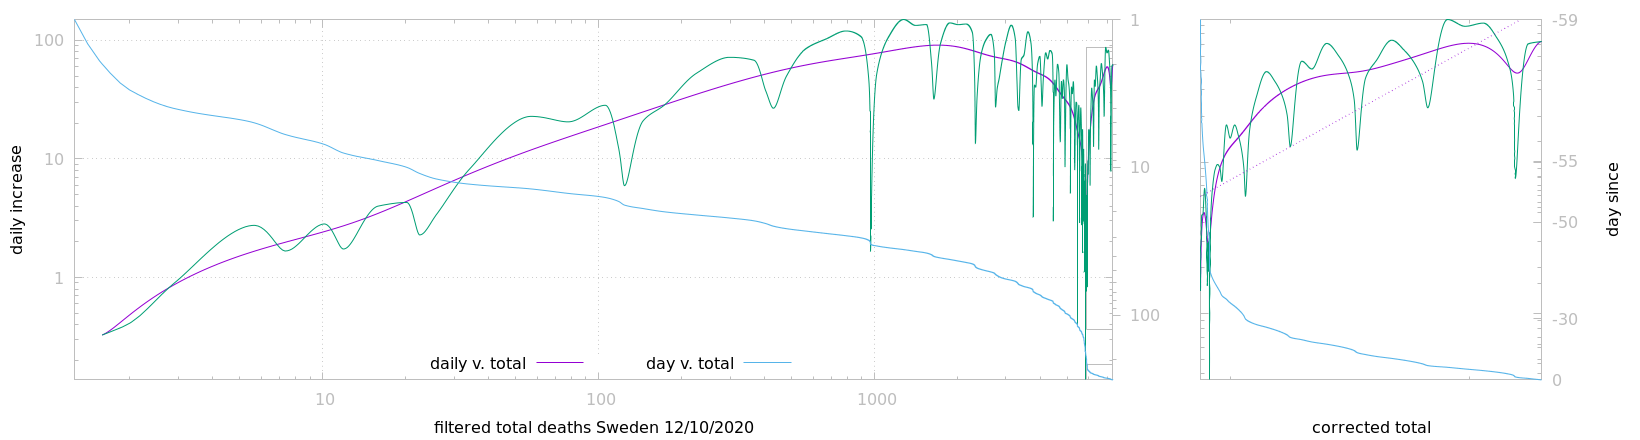 daily increase
100
10
1
daily v. total
day v. total
10
100
1000
filtered total deaths Sweden 12/10/2020
1
10
100
-59
-55
-50
-30
0
day since
corrected total